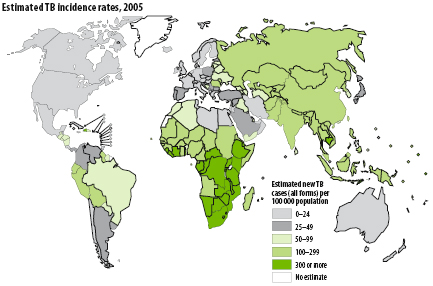 Estimated TB incidence rates, 2005
Estimated new TB
cases (all forms) per
100 000 population
0–24
25–49
50–99
100–299
300 or more
No estimate